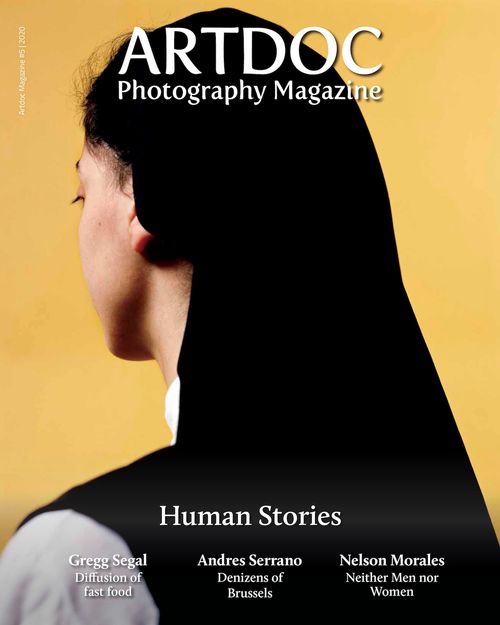 Artdoc Magazine #5 | 2020
ARTDOC
Photography Magazine
Human Stories
Gregg Segal
Diffusion of
fast food
Andres Serrano
Denizens of
Brussels
Nelson Morales
Neither Men nor
Women